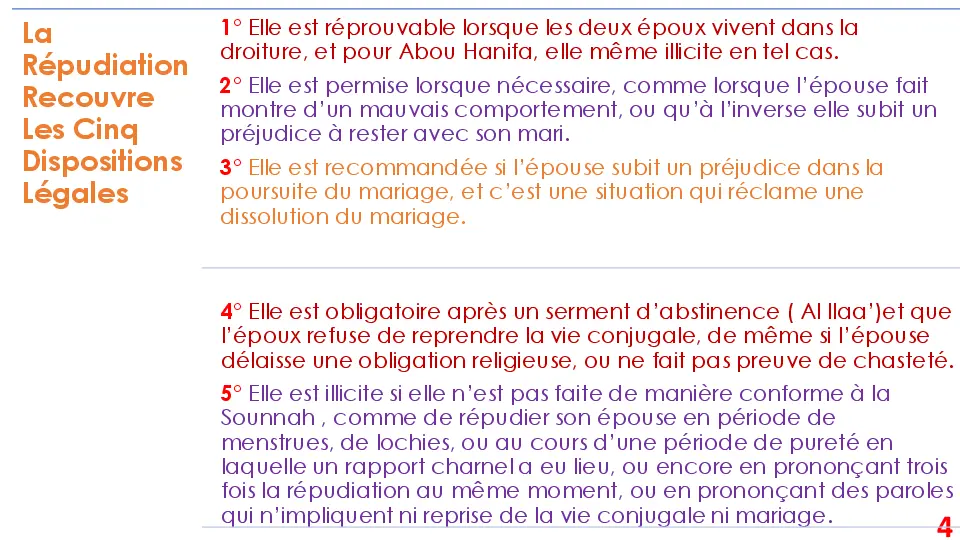 La
Répudiation
Recouvre
Les Cinq
Dispositions
Légales
1° Elle est réprouvable lorsque les deux époux vivent dans la
droiture, et pour Abou Hanifa, elle même illicite en tel cas.
2° Elle est permise lorsque nécessaire, comme lorsque l’épouse fait
montre d’un mauvais comportement, ou qu’à l’inverse elle subit un
préjudice à rester avec son mari.
3° Elle est recommandée si l’épouse subit un préjudice dans la
poursuite du mariage, et c’est une situation qui réclame une
dissolution du mariage.
4° Elle est obligatoire après un serment d’abstinence ( Al Ilaa’)et que
l’époux refuse de reprendre la vie conjugale, de même si l’épouse
délaisse une obligation religieuse, ou ne fait pas preuve de chasteté.
5° Elle est illicite si elle n’est pas faite de manière conforme à la
Sounnah , comme de répudier son épouse en période de
menstrues, de lochies, ou au cours d’une période de pureté en
laquelle un rapport charnel a eu lieu, ou encore en prononçant trois
fois la répudiation au même moment, ou en prononçant des paroles
qui n’impliquent ni reprise de la vie conjugale ni mariage.
4